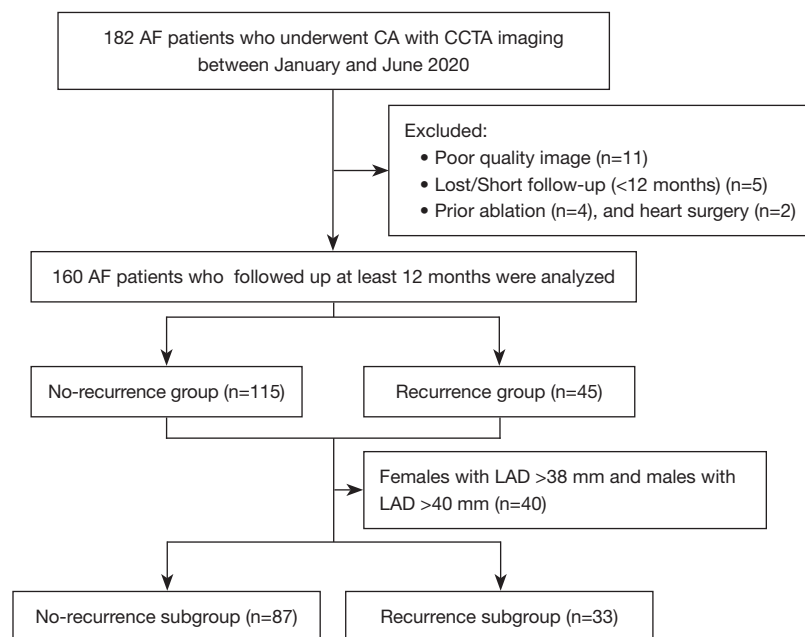 182 AF patients who underwent CA with CCTA imaging
between January and June 2020
Excluded:
• Poor quality image (n=11)
• Lost/Short follow-up (<12 months) (n=5)
• Prior ablation (n=4), and heart surgery (n=2)
160 AF patients who followed up at least 12 months were analyzed
No-recurrence group (n=115)
Recurrence group (n=45)
Females with LAD >38 mm and males with
LAD >40 mm (n=40)
No-recurrence subgroup (n=87)
Recurrence subgroup (n=33)